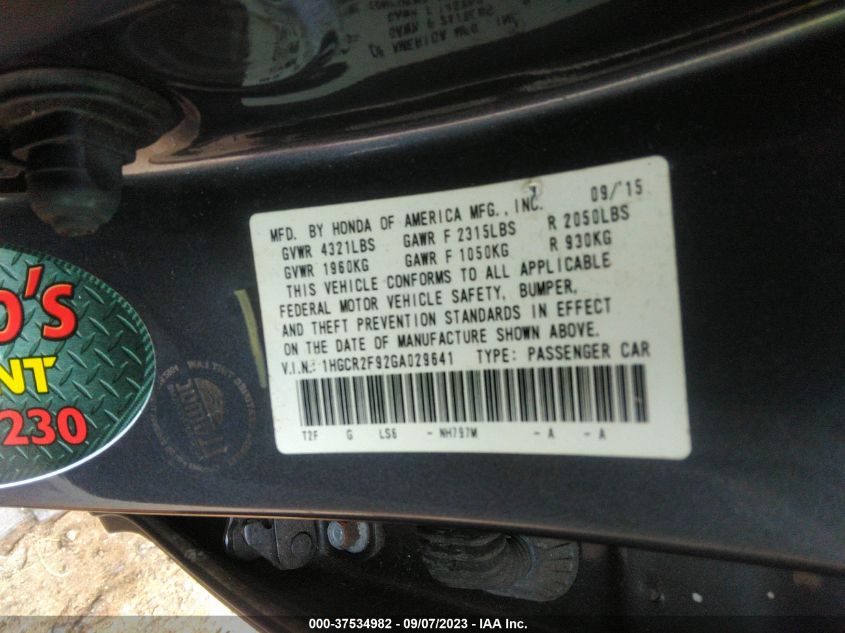 MFD. BY HONDA OF AMERICA MFG., INC. 09/'15
GVWR 4321LBS GAWR F 2315LBS R 2050LBS
GVWR 1960KG GAWR F 1050KG R 930KG
THIS VEHICLE CONFORMS TO ALL APPLICABLE
FEDERAL MOTOR VEHICLE SAFETY, BUMPER,
AND THEFT PREVENTION STANDARDS IN EFFECT
ON THE DATE OF MANUFACTURE SHOWN ABOVE.
V.I.N.: 1HGCR2F92GA029641 TYPE: PASSENGER CAR
T2F G LS6 - NH797M - A - A
O'S
NT
230
000-37534982 - 09/07/2023 - IAA Inc.